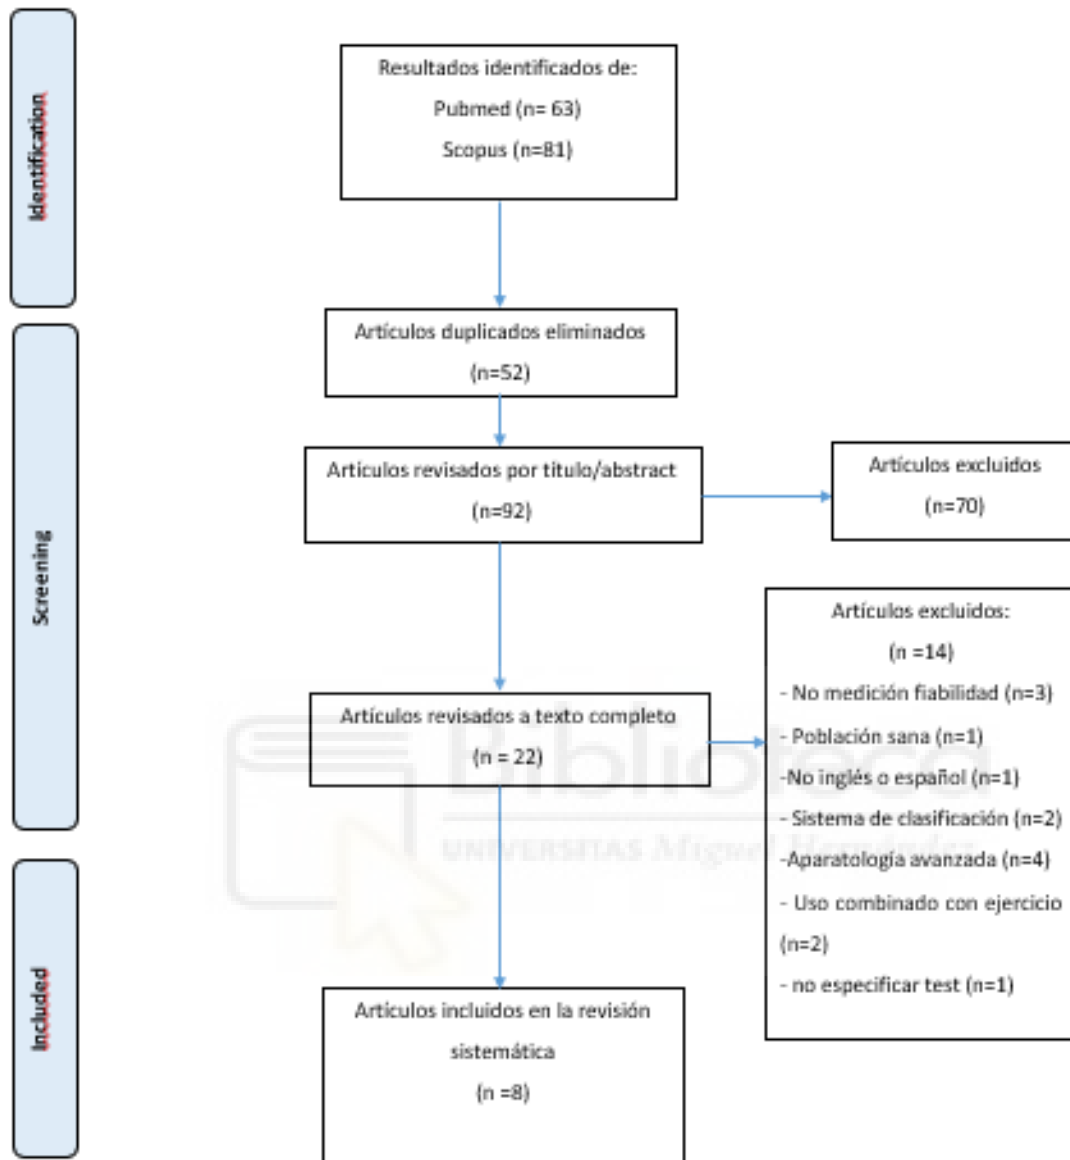 Identification
Resultados identificados de:
Pubmed (n= 63)
Scopus (n=81)
Screening
Artículos duplicados eliminados
(n=52)
Artículos revisados por titulo/abstract
(n=92)
Artículos excluidos
(n=70)
Artículos revisados a texto completo
(n = 22)
Artículos excluidos:
(n =14)
- No medición fiabilidad (n=3)
- Población sana (n=1)
-No inglés o español (n=1)
- Sistema de clasificación (n=2)
-Aparatología avanzada (n=4)
- Uso combinado con ejercicio
(n=2)
- no especificar test (n=1)
Biblioteca
UNIVERSITAS Miguel Hernández
Included
Artículos incluidos en la revisión
sistemática
(n =8)